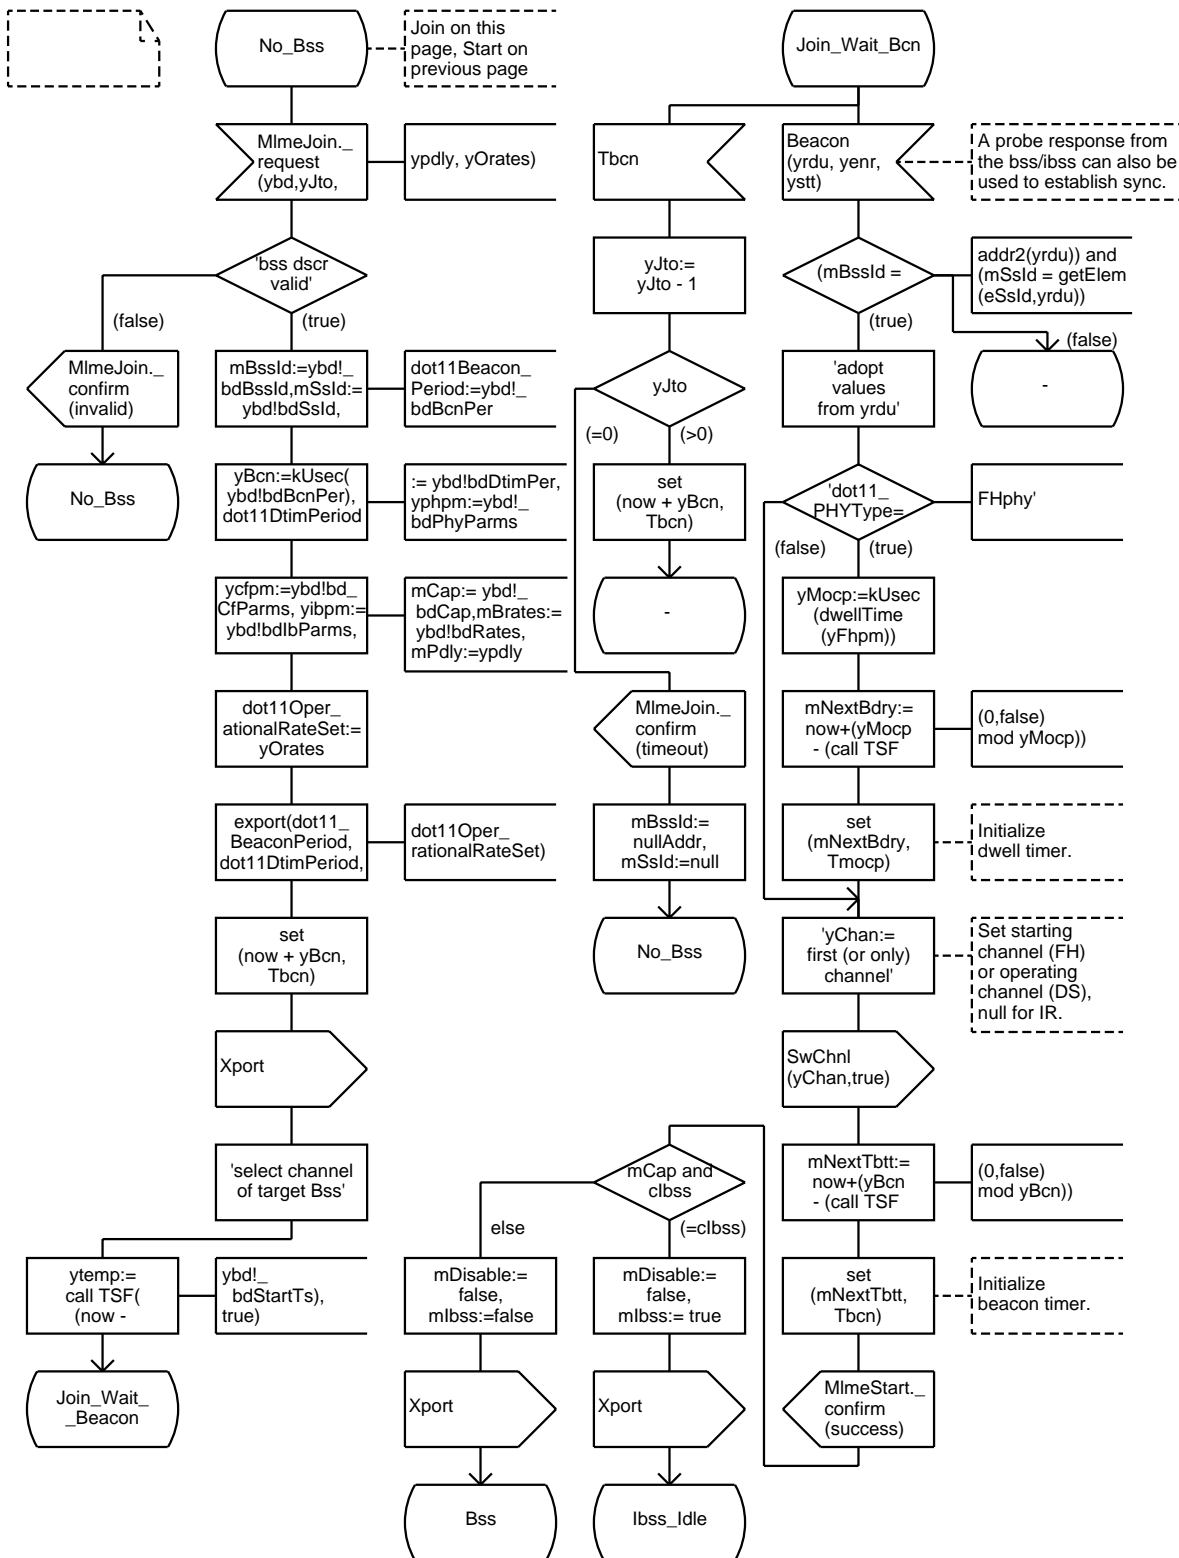 No_Bss
Join on this
page, Start on
previous page
MlmeJoin._
request
(ybd,yJto,
ypdly, yOrates)
'bss dscr
valid'
(false)
(true)
MlmeJoin._
confirm
(invalid)
No_Bss
mBssId:=ybd!_
bdBssId,mSsId:=
ybd!bdSsId,
dot11Beacon_
Period:=ybd!_
bdBcnPer
yBcn:=kUsec(
ybd!bdBcnPer),
dot11DtimPeriod
:= ybd!bdDtimPer,
yphpm:=ybd!_
bdPhyParms
ycfpm:=ybd!bd_
CfParms, yibpm:=
ybd!bdIbParms,
mCap:= ybd!_
bdCap,mBrates:=
ybd!bdRates,
mPdly:=ypdly
dot11Oper_
ationalRateSet:=
yOrates
export(dot11_
BeaconPeriod,
dot11DtimPeriod,
dot11Oper_
rationalRateSet)
set
(now + yBcn,
Tbcn)
Xport
'select channel
of target Bss'
ytemp:=
call TSF(
(now -
ybd!_
bdStartTs),
true)
Join_Wait_
_Beacon
Join_Wait_Bcn
Tbcn
yJto:=
yJto - 1
yJto
(=0)
(>0)
set
(now + yBcn,
Tbcn)
-
MlmeJoin._
confirm
(timeout)
mBssId:=
nullAddr,
mSsId:=null
No_Bss
Beacon
(yrdu, yenr,
ystt)
A probe response from
the bss/ibss can also be
used to establish sync.
(mBssId =
addr2(yrdu)) and
(mSsId = getElem
(eSsId,yrdu))
(true)
(false)
-
'adopt
values
from yrdu'
'dot11_
PHYType=
FHphy'
(false)
(true)
yMocp:=kUsec
(dwellTime
(yFhpm))
mNextBdry:=
now+(yMocp
- (call TSF
(0,false)
mod yMocp))
set
(mNextBdry,
Tmocp)
Initialize
dwell timer.
'yChan:=
first (or only)
channel'
Set starting
channel (FH)
or operating
channel (DS),
null for IR.
SwChnl
(yChan,true)
mNextTbtt:=
now+(yBcn
- (call TSF
(0,false)
mod yBcn))
set
(mNextTbtt,
Tbcn)
Initialize
beacon timer.
MlmeStart._
confirm
(success)
mCap and
cIbss
else
(=cIbss)
mDisable:=
false,
mIbss:=false
Xport
Bss
mDisable:=
false,
mIbss:= true
Xport
Ibss_Idle